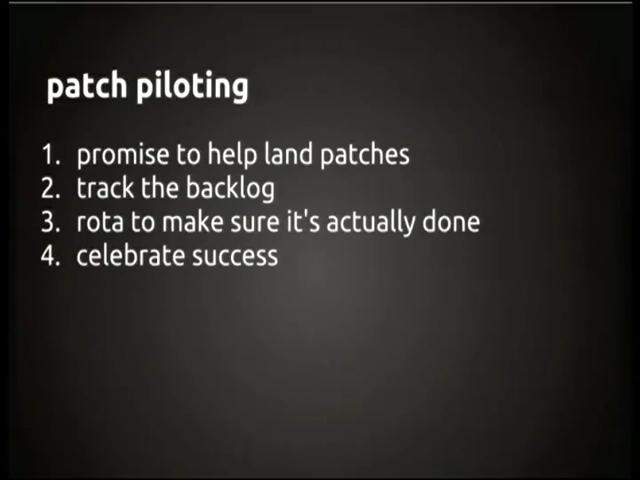 patch piloting
1. promise to help land patches
2. track the backlog
3. rota to make sure it's actually done
4. celebrate success